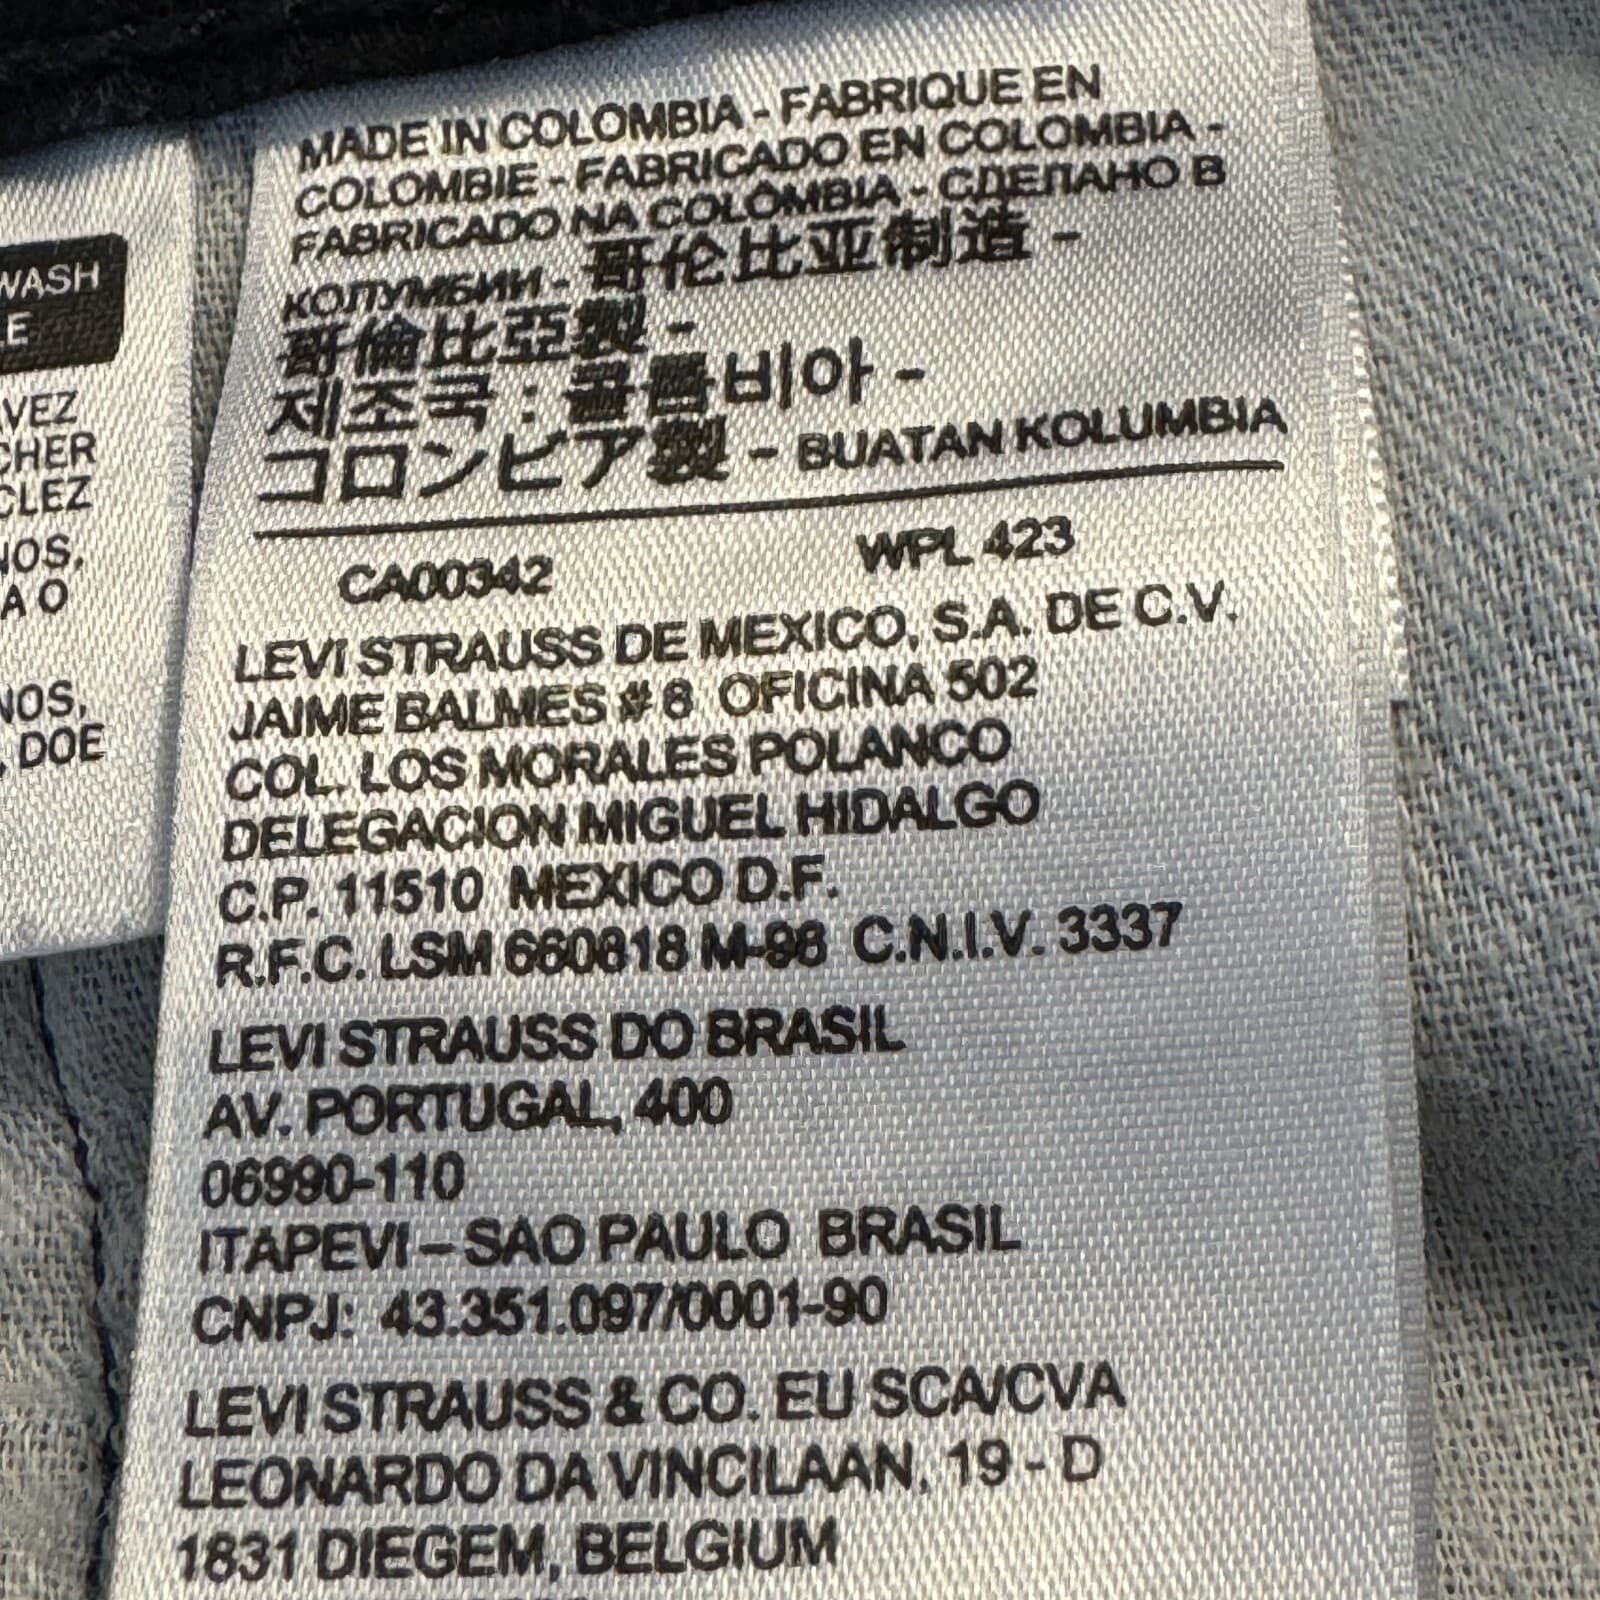 WASH
LE
VEZ
CHER
CLEZ
NOS,
A O
NOS,
, DOE
MADE IN COLOMBIA - FABRIQUE EN
COLOMBIE - FABRICADO EN COLOMBIA -
FABRICADO NA COLÔMBIA - СДЕЛАНО В
КОЛУМБИИ - 哥伦比亚制造 -
哥倫比亞製 -
제조국 : 콜롬비아 -
コロンビア製 - BUATAN KOLUMBIA
CA00342 WPL 423
LEVI STRAUSS DE MEXICO, S.A. DE C.V.
JAIME BALMES # 8 OFICINA 502
COL. LOS MORALES POLANCO
DELEGACION MIGUEL HIDALGO
C.P. 11510 MEXICO D.F.
R.F.C. LSM 660818 M-96 C.N.I.V. 3337
LEVI STRAUSS DO BRASIL
AV. PORTUGAL, 400
06990-110
ITAPEVI – SAO PAULO BRASIL
CNPJ: 43.351.097/0001-90
LEVI STRAUSS & CO. EU SCA/CVA
LEONARDO DA VINCILAAN, 19 - D
1831 DIEGEM, BELGIUM